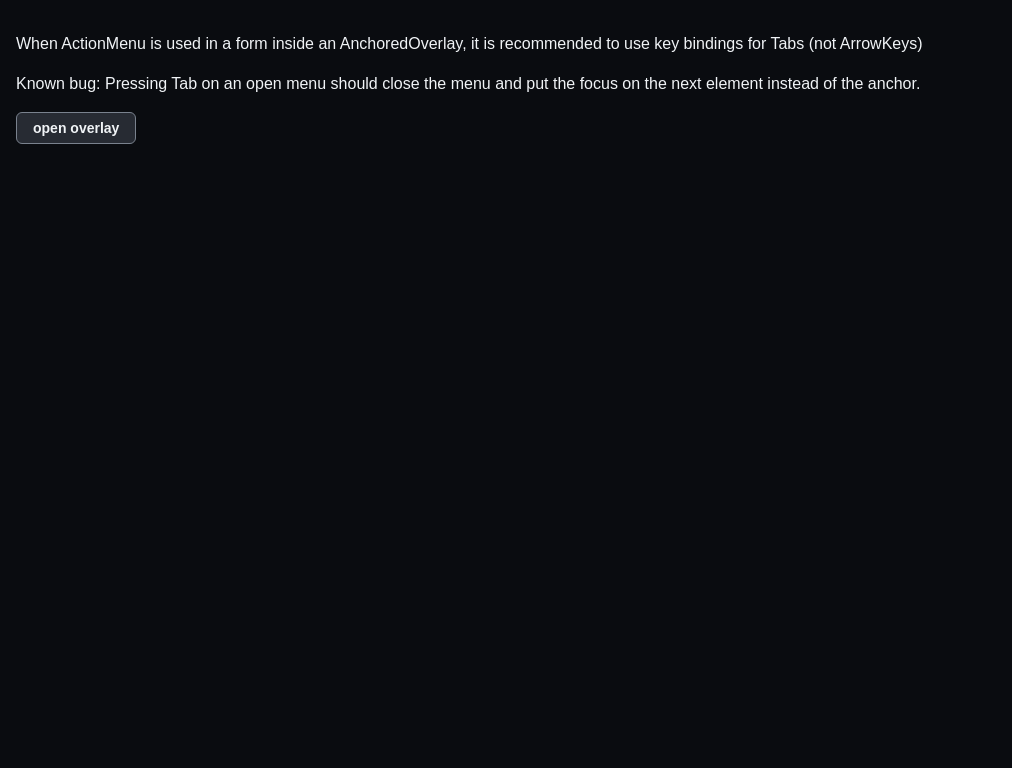 When ActionMenu is used in a form inside an AnchoredOverlay, it is recommended to use key bindings for Tabs (not ArrowKeys)
Known bug: Pressing Tab on an open menu should close the menu and put the focus on the next element instead of the anchor.
open overlay